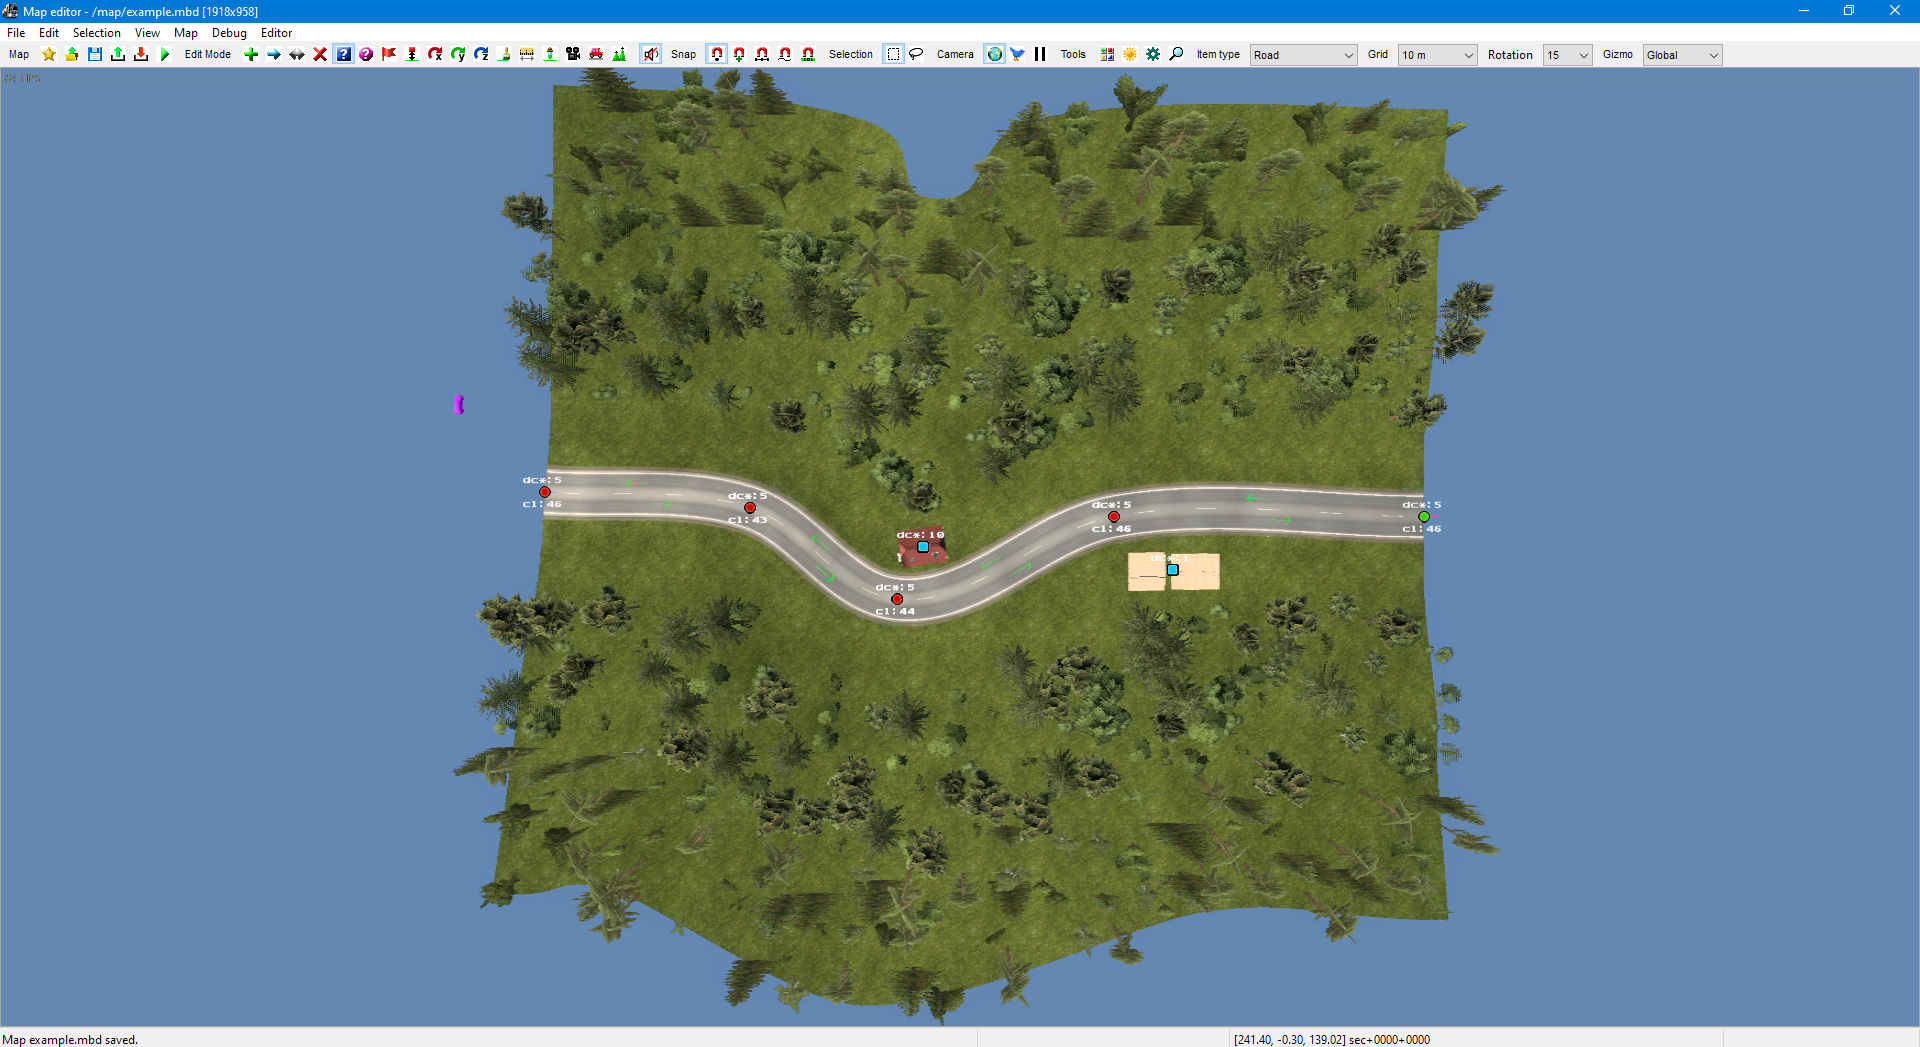 Map editor - /map/example.mbd [1918x958]
File Edit Selection View Map Debug Editor
Map Edit Mode Snap Selection Camera Tools Item type Road Grid 10 m Rotation 15 Gizmo Global
dc*:5
cl:46
dc*:5
cl:43
dc*:10
dc*:5
cl:44
dc*:5
cl:46
dc*:1
dc*:5
cl:46
Map example.mbd saved.
[241.40, -0.30, 139.02] sec+0000+0000